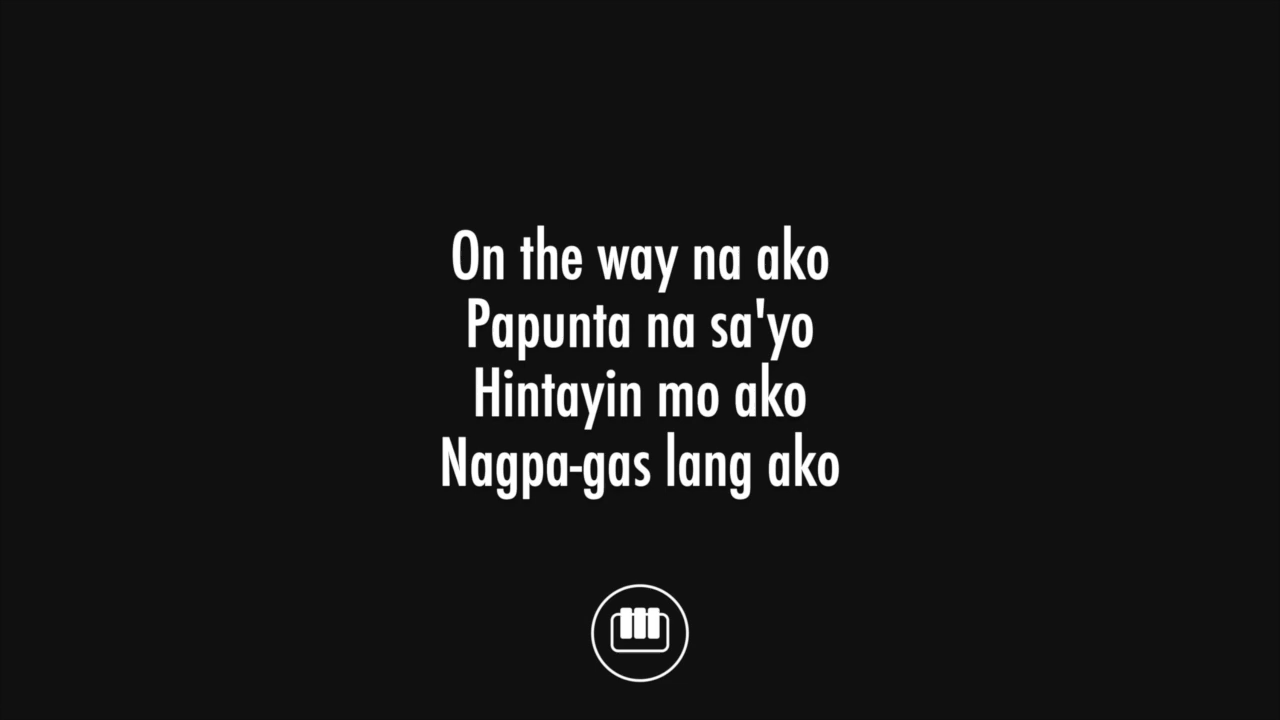 On the way na ako
Papunta na sa'yo
Hintayin mo ako
Nagpa-gas lang ako